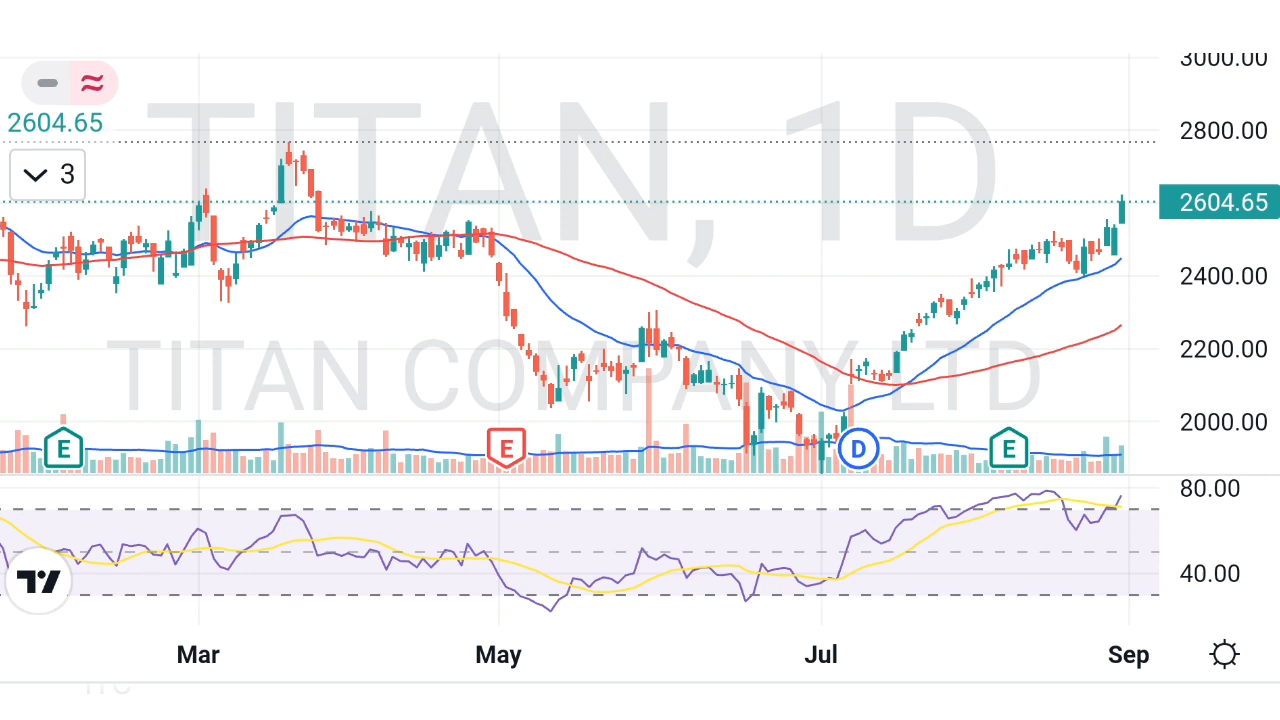 3000.00
TITAN, 1D
2604.65
2800.00
3
2604.65
2400.00
TITAN COMPANY LTD
2200.00
2000.00
E
E
D
E
80.00
40.00
Mar
May
Jul
Sep